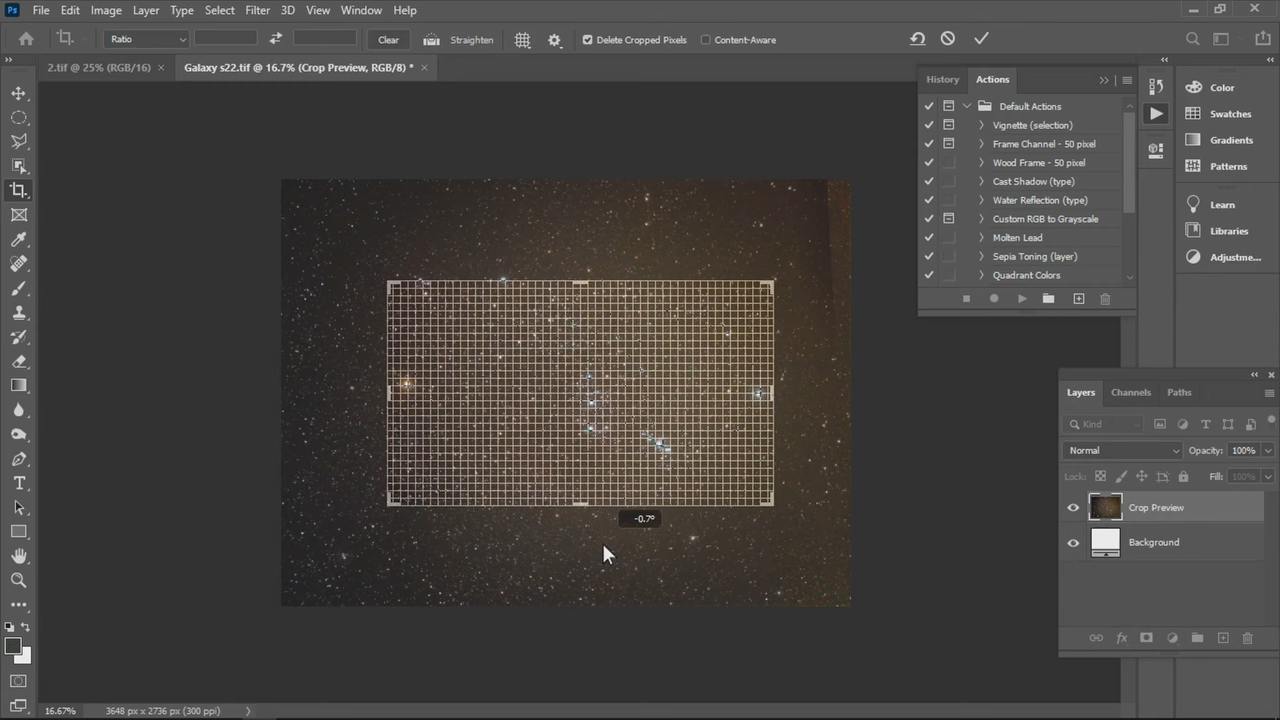 Ps File Edit Image Layer Type Select Filter 3D View Window Help
Ratio Clear Straighten Delete Cropped Pixels Content-Aware
2.tif @ 25% (RGB/16) × Galaxy s22.tif @ 16.7% (Crop Preview, RGB/8) * ×
History Actions
Default Actions
Vignette (selection)
Frame Channel - 50 pixel
Wood Frame - 50 pixel
Cast Shadow (type)
Water Reflection (type)
Custom RGB to Grayscale
Molten Lead
Sepia Toning (layer)
Quadrant Colors
Color
Swatches
Gradients
Patterns
Learn
Libraries
Adjustme...
-0.7°
Layers Channels Paths
Kind
Normal Opacity: 100%
Lock: Fill: 100%
Crop Preview
Background
16.67% 3648 px x 2736 px (300 ppi)